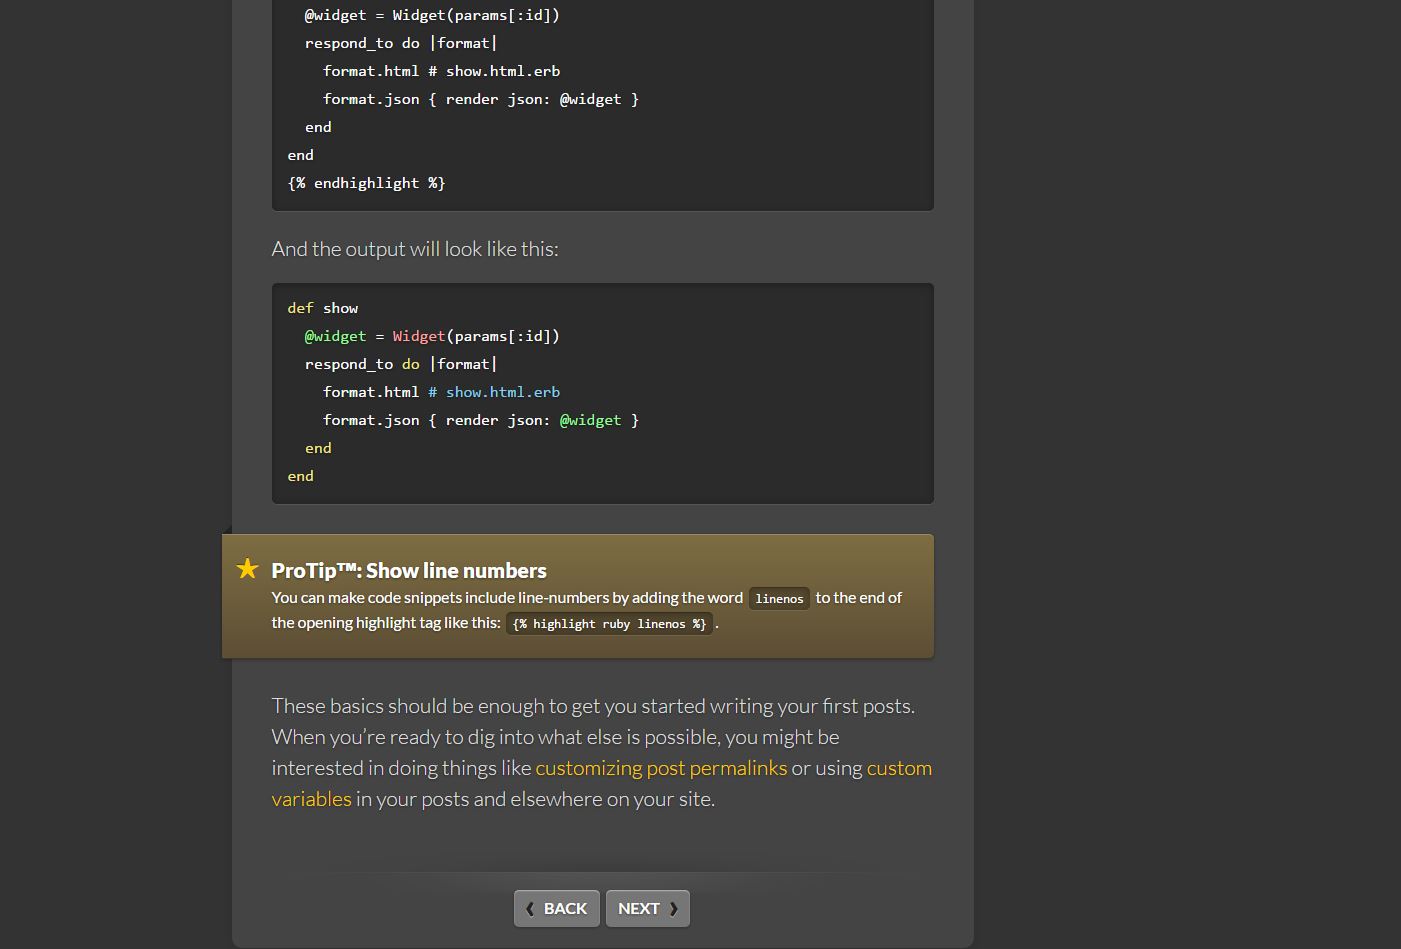 @widget = Widget(params[:id])
respond_to do |format|
format.html # show.html.erb
format.json { render json: @widget }
end
end
{% endhighlight %}
And the output will look like this:
def show
@widget = Widget(params[:id])
respond_to do |format|
format.html # show.html.erb
format.json { render json: @widget }
end
end
ProTip™: Show line numbers
You can make code snippets include line-numbers by adding the word linenos to the end of
the opening highlight tag like this: {% highlight ruby linenos %}.
These basics should be enough to get you started writing your first posts.
When you’re ready to dig into what else is possible, you might be
interested in doing things like customizing post permalinks or using custom
variables in your posts and elsewhere on your site.
BACK NEXT